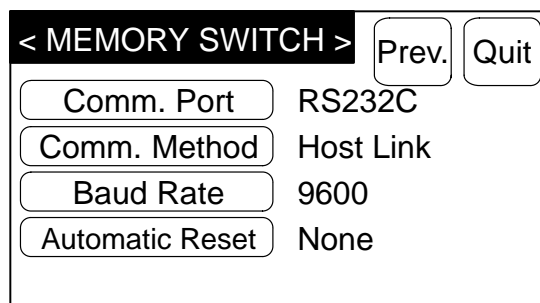 < MEMORY SWITCH > Prev. Quit
Comm. Port RS232C
Comm. Method Host Link
Baud Rate 9600
Automatic Reset None